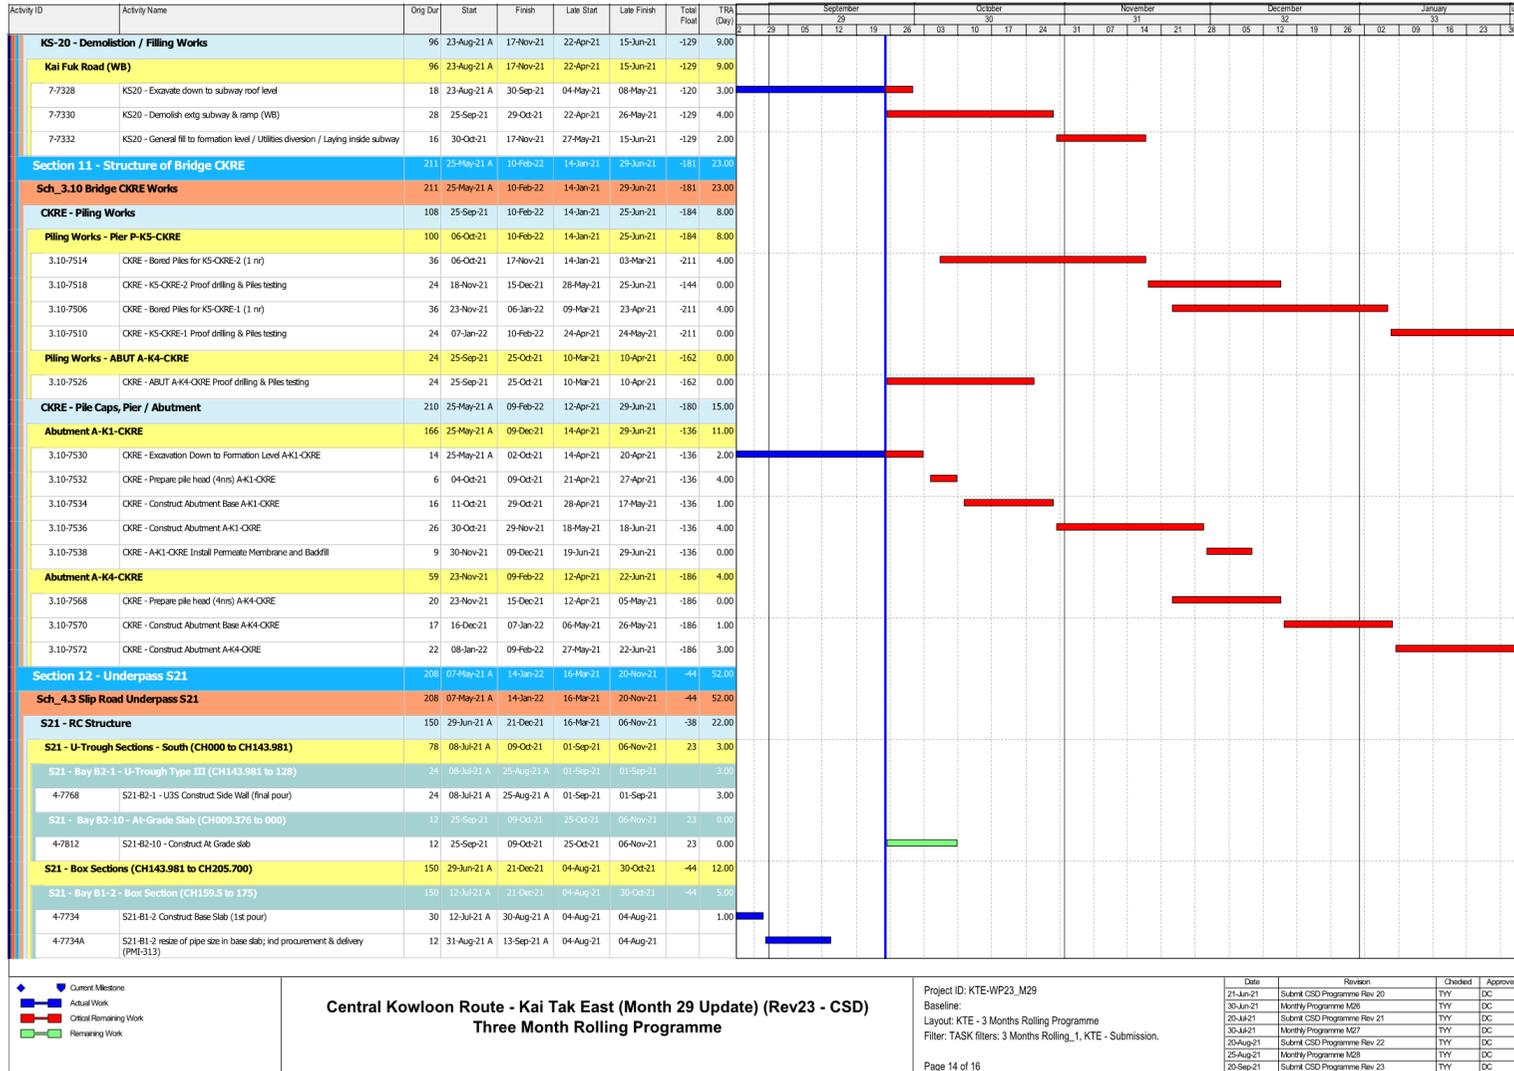 Activity ID Activity Name Orig Dur Start Finish Late Start Late Finish Total Float TRA (Day) September October November December January
29 30 31 32 33
2 29 05 12 19 26 03 10 17 24 31 07 14 21 28 05 12 19 26 02 09 16 23
KS-20 - Demolistion / Filling Works 96 23-Aug-21 A 17-Nov-21 22-Apr-21 15-Jun-21 -129 9.00
Kai Fuk Road (WB) 96 23-Aug-21 A 17-Nov-21 22-Apr-21 15-Jun-21 -129 9.00
7-7328 KS20 - Excavate down to subway roof level 18 23-Aug-21 A 30-Sep-21 04-May-21 08-May-21 -120 3.00
7-7330 KS20 - Demolish extg subway & ramp (WB) 28 25-Sep-21 29-Oct-21 22-Apr-21 26-May-21 -129 4.00
7-7332 KS20 - General fill to formation level / Utilities diversion / Laying inside subway 16 30-Oct-21 17-Nov-21 27-May-21 15-Jun-21 -129 2.00
Section 11 - Structure of Bridge CKRE 211 25-May-21 A 10-Feb-22 14-Jan-21 29-Jun-21 -181 23.00
Sch_3.10 Bridge CKRE Works 211 25-May-21 A 10-Feb-22 14-Jan-21 29-Jun-21 -181 23.00
CKRE - Piling Works 108 25-Sep-21 10-Feb-22 14-Jan-21 25-Jun-21 -184 8.00
Piling Works - Pier P-K5-CKRE 100 06-Oct-21 10-Feb-22 14-Jan-21 25-Jun-21 -184 8.00
3.10-7514 CKRE - Bored Piles for K5-CKRE-2 (1 nr) 36 06-Oct-21 17-Nov-21 14-Jan-21 03-Mar-21 -211 4.00
3.10-7518 CKRE - K5-CKRE-2 Proof drilling & Piles testing 24 18-Nov-21 15-Dec-21 28-May-21 25-Jun-21 -144 0.00
3.10-7506 CKRE - Bored Piles for K5-CKRE-1 (1 nr) 36 23-Nov-21 06-Jan-22 09-Mar-21 23-Apr-21 -211 4.00
3.10-7510 CKRE - K5-CKRE-1 Proof drilling & Piles testing 24 07-Jan-22 10-Feb-22 24-Apr-21 24-May-21 -211 0.00
Piling Works - ABUT A-K4-CKRE 24 25-Sep-21 25-Oct-21 10-Mar-21 10-Apr-21 -162 0.00
3.10-7526 CKRE - ABUT A-K4-CKRE Proof drilling & Piles testing 24 25-Sep-21 25-Oct-21 10-Mar-21 10-Apr-21 -162 0.00
CKRE - Pile Caps, Pier / Abutment 210 25-May-21 A 09-Feb-22 12-Apr-21 29-Jun-21 -180 15.00
Abutment A-K1-CKRE 166 25-May-21 A 09-Dec-21 14-Apr-21 29-Jun-21 -136 11.00
3.10-7530 CKRE - Excavation Down to Formation Level A-K1-CKRE 14 25-May-21 A 02-Oct-21 14-Apr-21 20-Apr-21 -136 2.00
3.10-7532 CKRE - Prepare pile head (4nrs) A-K1-CKRE 6 04-Oct-21 09-Oct-21 21-Apr-21 27-Apr-21 -136 4.00
3.10-7534 CKRE - Construct Abutment Base A-K1-CKRE 16 11-Oct-21 29-Oct-21 28-Apr-21 17-May-21 -136 1.00
3.10-7536 CKRE - Construct Abutment A-K1-CKRE 26 30-Oct-21 29-Nov-21 18-May-21 18-Jun-21 -136 4.00
3.10-7538 CKRE - A-K1-CKRE Install Permeate Membrane and Backfill 9 30-Nov-21 09-Dec-21 19-Jun-21 29-Jun-21 -136 0.00
Abutment A-K4-CKRE 59 23-Nov-21 09-Feb-22 12-Apr-21 22-Jun-21 -186 4.00
3.10-7568 CKRE - Prepare pile head (4nrs) A-K4-CKRE 20 23-Nov-21 15-Dec-21 12-Apr-21 05-May-21 -186 0.00
3.10-7570 CKRE - Construct Abutment Base A-K4-CKRE 17 16-Dec-21 07-Jan-22 06-May-21 26-May-21 -186 1.00
3.10-7572 CKRE - Construct Abutment A-K4-CKRE 22 08-Jan-22 09-Feb-22 27-May-21 22-Jun-21 -186 3.00
Section 12 - Underpass S21 208 07-May-21 A 14-Jan-22 16-Mar-21 20-Nov-21 -44 52.00
Sch_4.3 Slip Road Underpass S21 208 07-May-21 A 14-Jan-22 16-Mar-21 20-Nov-21 -44 52.00
S21 - RC Structure 150 29-Jun-21 A 21-Dec-21 16-Mar-21 06-Nov-21 -38 22.00
S21 - U-Trough Sections - South (CH000 to CH143.981) 78 08-Jul-21 A 09-Oct-21 01-Sep-21 06-Nov-21 23 3.00
S21 - Bay B2-1 - U-Trough Type III (CH143.981 to 128) 24 08-Jul-21 A 25-Aug-21 A 01-Sep-21 01-Sep-21 3.00
4-7768 S21-B2-1 - U3S Construct Side Wall (final pour) 24 08-Jul-21 A 25-Aug-21 A 01-Sep-21 01-Sep-21 3.00
S21 - Bay B2-10 - At-Grade Slab (CH009.376 to 000) 12 25-Sep-21 09-Oct-21 25-Oct-21 06-Nov-21 23 0.00
4-7812 S21-B2-10 - Construct At Grade slab 12 25-Sep-21 09-Oct-21 25-Oct-21 06-Nov-21 23 0.00
S21 - Box Sections (CH143.981 to CH205.700) 150 29-Jun-21 A 21-Dec-21 04-Aug-21 30-Oct-21 -44 12.00
S21 - Bay B1-2 - Box Section (CH159.5 to 175) 150 12-Jul-21 A 21-Dec-21 04-Aug-21 30-Oct-21 -44 5.00
4-7734 S21-B1-2 Construct Base Slab (1st pour) 30 12-Jul-21 A 30-Aug-21 A 04-Aug-21 04-Aug-21 1.00
4-7734A S21-B1-2 resize of pipe size in base slab; incl procurement & delivery 12 31-Aug-21 A 13-Sep-21 A 04-Aug-21 04-Aug-21
(PMI-313)
Current Milestone
Actual Work
Critical Remaining Work
Remaining Work
Central Kowloon Route - Kai Tak East (Month 29 Update) (Rev23 - CSD)
Three Month Rolling Programme
Project ID: KTE-WP23_M29
Baseline:
Layout: KTE - 3 Months Rolling Programme
Filter: TASK filters: 3 Months Rolling_1, KTE - Submission.
Page 14 of 16
Date Revision Checked Approve
21-Jun-21 Submit CSD Programme Rev 20 TYY DC
30-Jun-21 Monthly Programme M26 TYY DC
20-Jul-21 Submit CSD Programme Rev 21 TYY DC
30-Jul-21 Monthly Programme M27 TYY DC
20-Aug-21 Submit CSD Programme Rev 22 TYY DC
25-Aug-21 Monthly Programme M28 TYY DC
20-Sep-21 Submit CSD Programme Rev 23 TYY DC